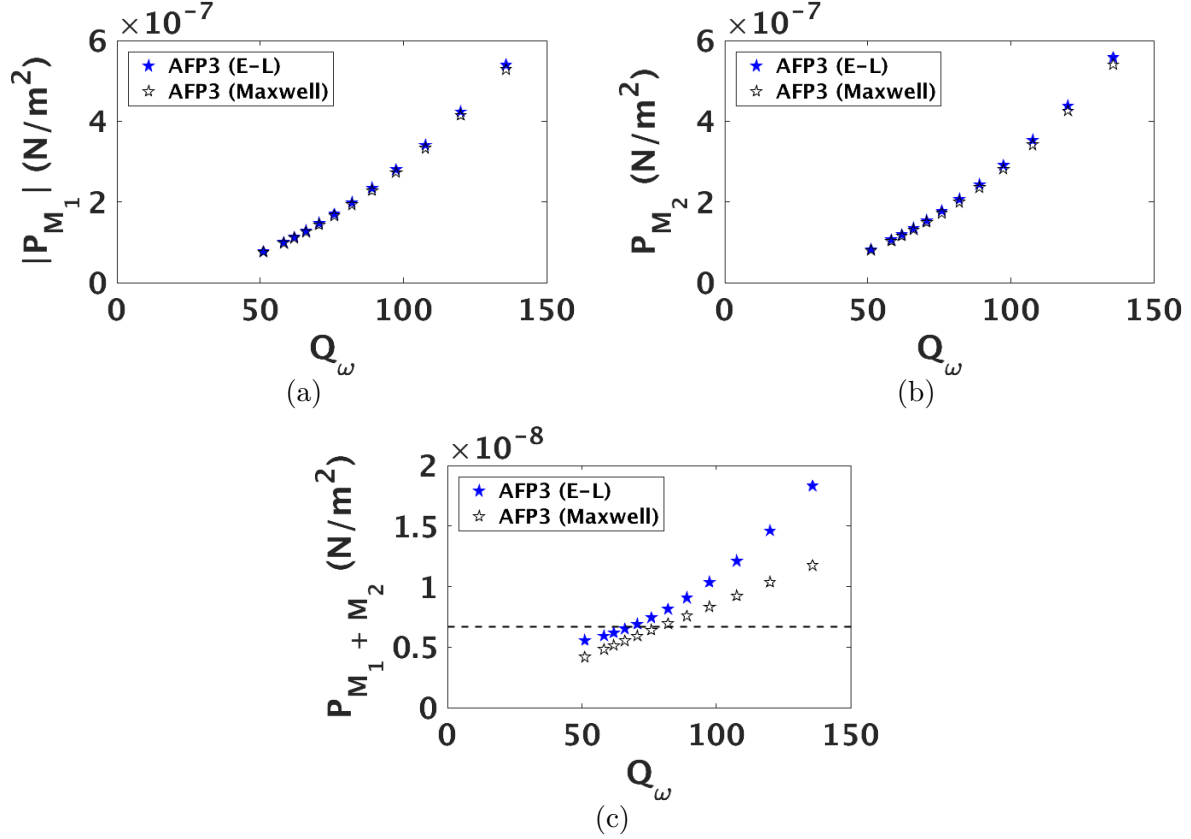 ×10⁻⁷
6
4
2
0
|P_M₁| (N/m²)
AFP3 (E-L)
AFP3 (Maxwell)
0 50 100 150
Q_ω
(a)
×10⁻⁷
6
4
2
0
P_M₂ (N/m²)
AFP3 (E-L)
AFP3 (Maxwell)
0 50 100 150
Q_ω
(b)
×10⁻⁸
2
1.5
1
0.5
0
P_M₁ + M₂ (N/m²)
AFP3 (E-L)
AFP3 (Maxwell)
0 50 100 150
Q_ω
(c)